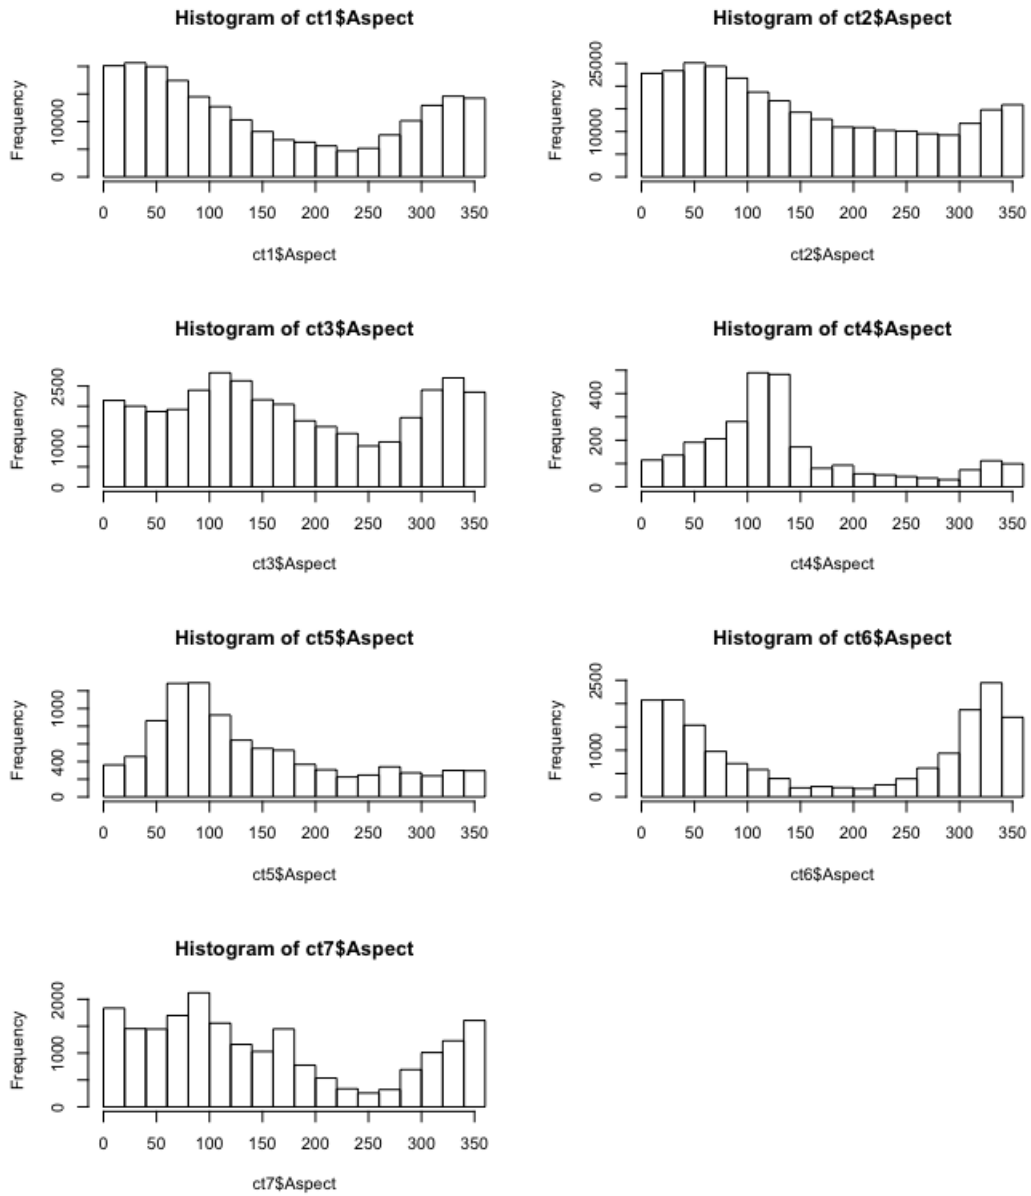 Histogram of ct1$Aspect
Frequency
0 10000
0 50 100 150 200 250 300 350
ct1$Aspect
Histogram of ct2$Aspect
Frequency
0 10000 25000
0 50 100 150 200 250 300 350
ct2$Aspect
Histogram of ct3$Aspect
Frequency
0 1000 2500
0 50 100 150 200 250 300 350
ct3$Aspect
Histogram of ct4$Aspect
Frequency
0 200 400
0 50 100 150 200 250 300 350
ct4$Aspect
Histogram of ct5$Aspect
Frequency
0 400 1000
0 50 100 150 200 250 300 350
ct5$Aspect
Histogram of ct6$Aspect
Frequency
0 1000 2500
0 50 100 150 200 250 300 350
ct6$Aspect
Histogram of ct7$Aspect
Frequency
0 1000 2000
0 50 100 150 200 250 300 350
ct7$Aspect